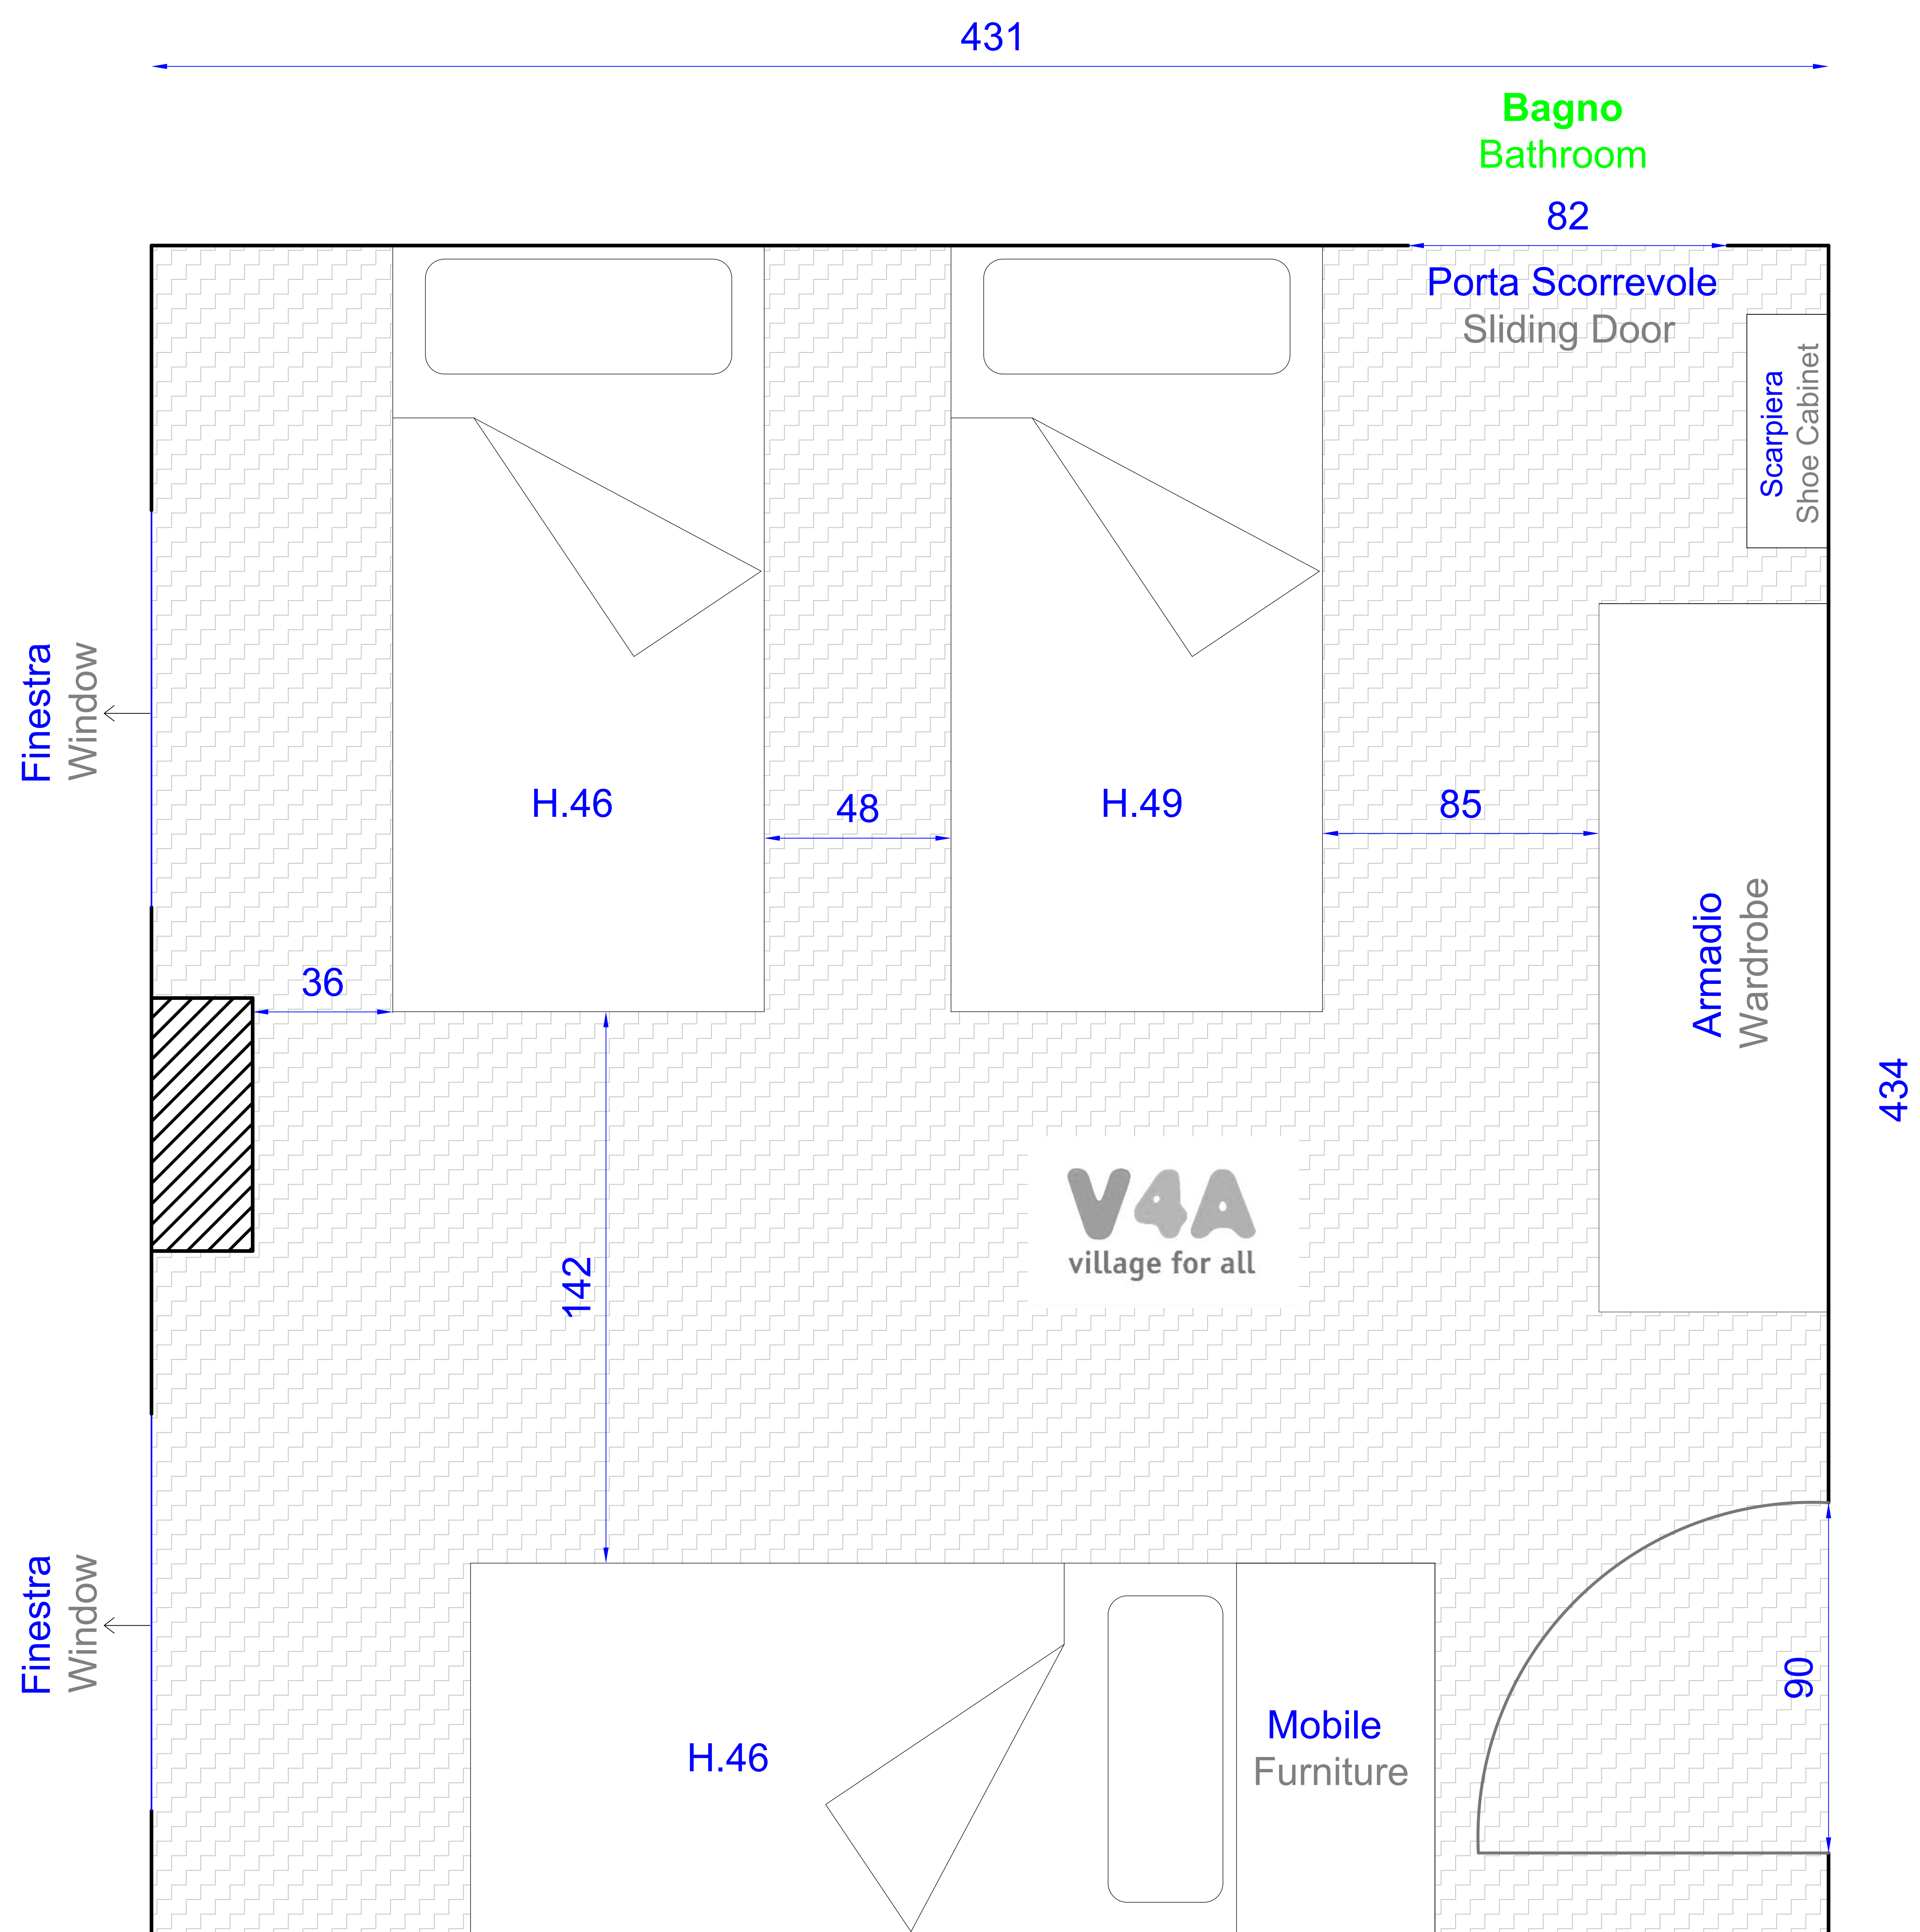 431
Bagno
Bathroom
82
Porta Scorrevole
Sliding Door
Scarpiera
Shoe Cabinet
Finestra
Window
H.46
48
H.49
85
Armadio
Wardrobe
36
434
V4A
village for all
142
Finestra
Window
90
Mobile
Furniture
H.46